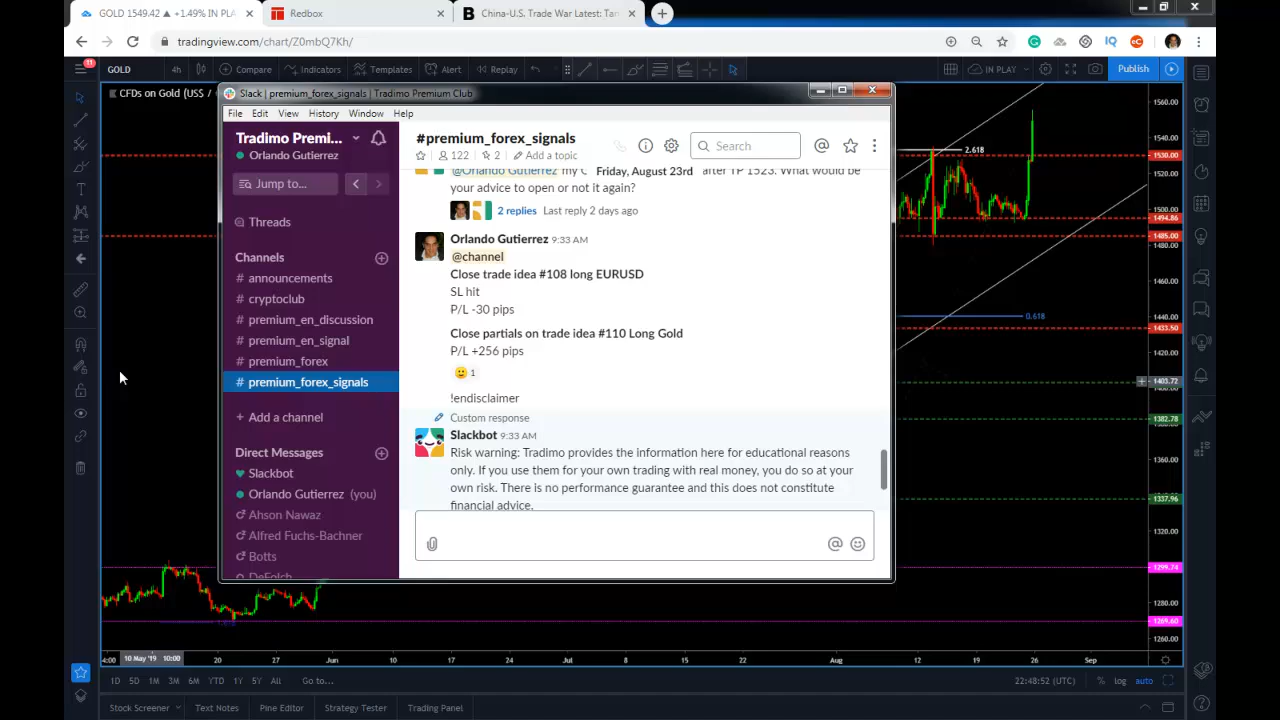 GOLD 1549.42 ▲ +1.49% IN PLAY
Redbox
China-U.S. Trade War Latest:
tradingview.com/chart/Z0mbQ7Kh/
11
GOLD
4h
Compare
Indicators
Templates
Alert
Replay
IN PLAY
Publish
CFDs on Gold (US$ /
Slack | premium_forex_signals | Tradimo Premium Club
File Edit View History Window Help
Tradimo Premi...
Orlando Gutierrez
Jump to...
Threads
Channels
# announcements
# cryptoclub
# premium_en_discussion
# premium_en_signal
# premium_forex
# premium_forex_signals
+ Add a channel
Direct Messages
Slackbot
Orlando Gutierrez (you)
Ahson Nawaz
Alfred Fuchs-Bachner
Botts
DeFolch
#premium_forex_signals
122
2
Add a topic
Search
@Orlando Gutierrez my
Friday, August 23rd
after TP 1523. What would be
your advice to open or not it again?
2 replies Last reply 2 days ago
Orlando Gutierrez 9:33 AM
@channel
Close trade idea #108 long EURUSD
SL hit
P/L -30 pips
Close partials on trade idea #110 Long Gold
P/L +256 pips
1
!endisclaimer
Custom response
Slackbot 9:33 AM
Risk warning: Tradimo provides the information here for educational reasons
only. If you use them for your own trading with real money, you do so at your
own risk. There is no performance guarantee and this does not constitute
financial advice.
2.618
0.618
1560.00
1540.00
1530.00
1520.00
1500.00
1494.86
1485.00
1480.00
1460.00
1440.00
1433.50
1420.00
1403.72
1382.78
1360.00
1337.96
1320.00
1299.74
1280.00
1269.60
1260.00
4:00
10 May '19 10:00
20
27
Jun
10
17
24
Jul
8
15
22
Aug
12
19
26
Sep
1D 5D 1M 3M 6M YTD 1Y 5Y All Go to...
22:48:52 (UTC)
% log auto
Stock Screener
Text Notes
Pine Editor
Strategy Tester
Trading Panel